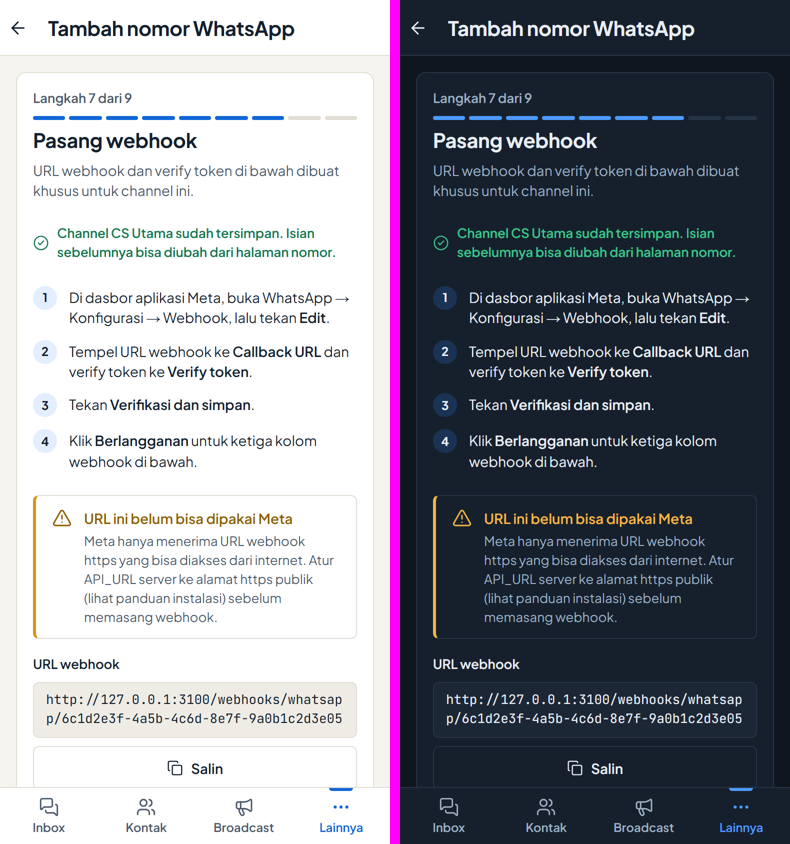 Tambah nomor WhatsApp
Langkah 7 dari 9
Pasang webhook
URL webhook dan verify token di bawah dibuat
khusus untuk channel ini.
Channel CS Utama sudah tersimpan. Isian
sebelumnya bisa diubah dari halaman nomor.
1 Di dasbor aplikasi Meta, buka WhatsApp →
Konfigurasi → Webhook, lalu tekan Edit.
2 Tempel URL webhook ke Callback URL dan
verify token ke Verify token.
3 Tekan Verifikasi dan simpan.
4 Klik Berlangganan untuk ketiga kolom
webhook di bawah.
URL ini belum bisa dipakai Meta
Meta hanya menerima URL webhook
https yang bisa diakses dari internet. Atur
API_URL server ke alamat https publik
(lihat panduan instalasi) sebelum
memasang webhook.
URL webhook
http://127.0.0.1:3100/webhooks/whatsap
p/6c1d2e3f-4a5b-4c6d-8e7f-9a0b1c2d3e05
Salin
Inbox Kontak Broadcast Lainnya
Tambah nomor WhatsApp
Langkah 7 dari 9
Pasang webhook
URL webhook dan verify token di bawah dibuat
khusus untuk channel ini.
Channel CS Utama sudah tersimpan. Isian
sebelumnya bisa diubah dari halaman nomor.
1 Di dasbor aplikasi Meta, buka WhatsApp →
Konfigurasi → Webhook, lalu tekan Edit.
2 Tempel URL webhook ke Callback URL dan
verify token ke Verify token.
3 Tekan Verifikasi dan simpan.
4 Klik Berlangganan untuk ketiga kolom
webhook di bawah.
URL ini belum bisa dipakai Meta
Meta hanya menerima URL webhook
https yang bisa diakses dari internet. Atur
API_URL server ke alamat https publik
(lihat panduan instalasi) sebelum
memasang webhook.
URL webhook
http://127.0.0.1:3100/webhooks/whatsap
p/6c1d2e3f-4a5b-4c6d-8e7f-9a0b1c2d3e05
Salin
Inbox Kontak Broadcast Lainnya